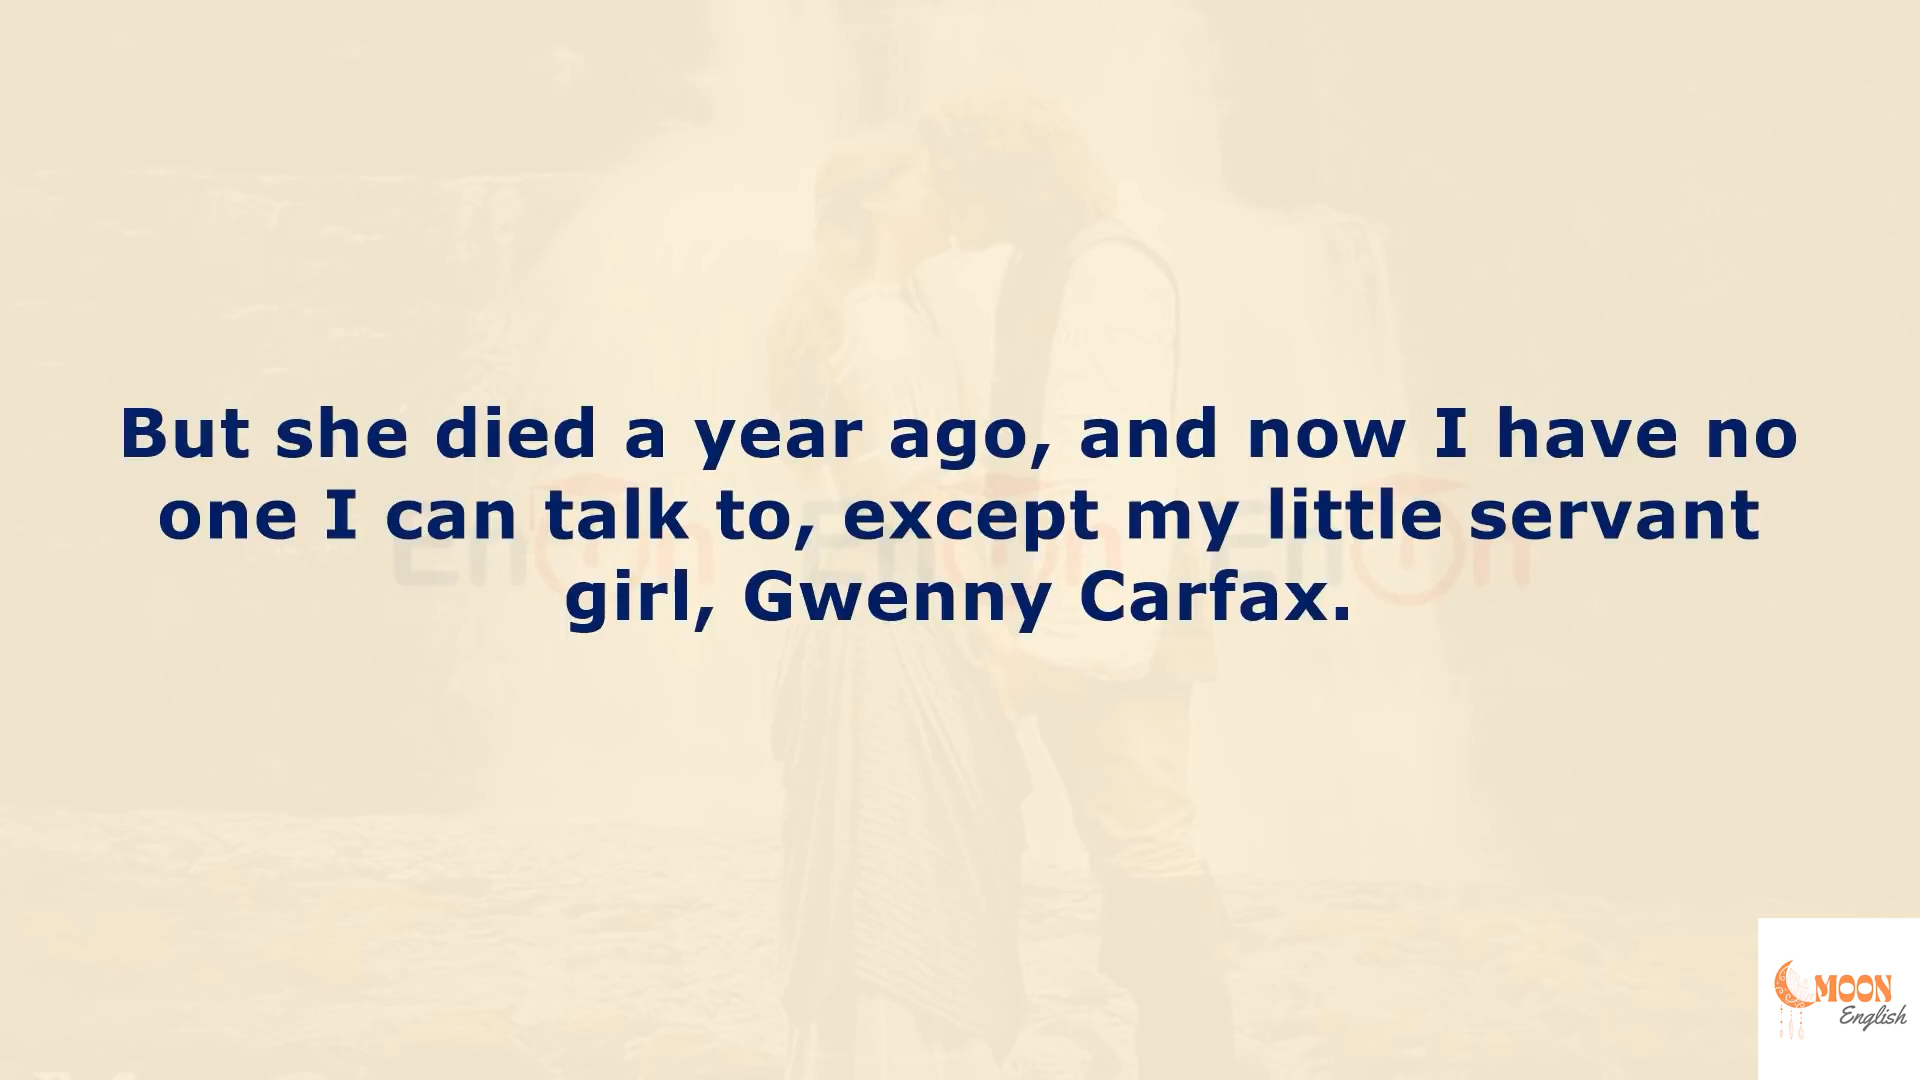 But she died a year ago, and now I have no
one I can talk to, except my little servant
girl, Gwenny Carfax.
MOON
English